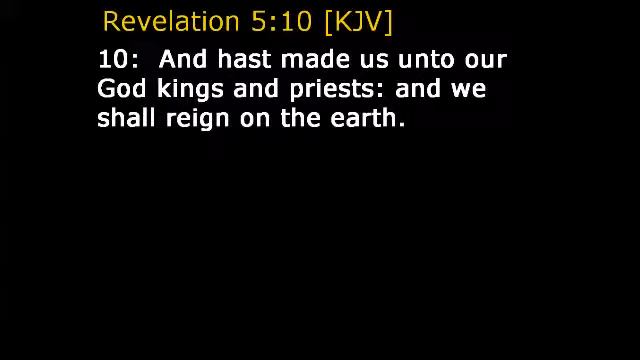 Revelation 5:10 [KJV]
10: And hast made us unto our
God kings and priests: and we
shall reign on the earth.